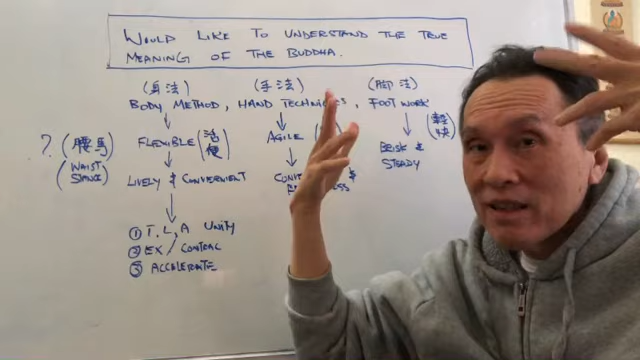 WOULD LIKE TO UNDERSTAND THE TRUE
MEANING OF THE BUDDHA.
(身法) (手法) (脚法)
BODY METHOD, HAND TECHNIQUES, FOOT WORK
? (腰馬) FLEXIBLE (活便) AGILE BRISK & (輕快)
(WAIST STANCE) STEADY
LIVELY & CONVENIENT &
① T, L, A UNITY
② EX / CONTRAC
③ ACCELERATE